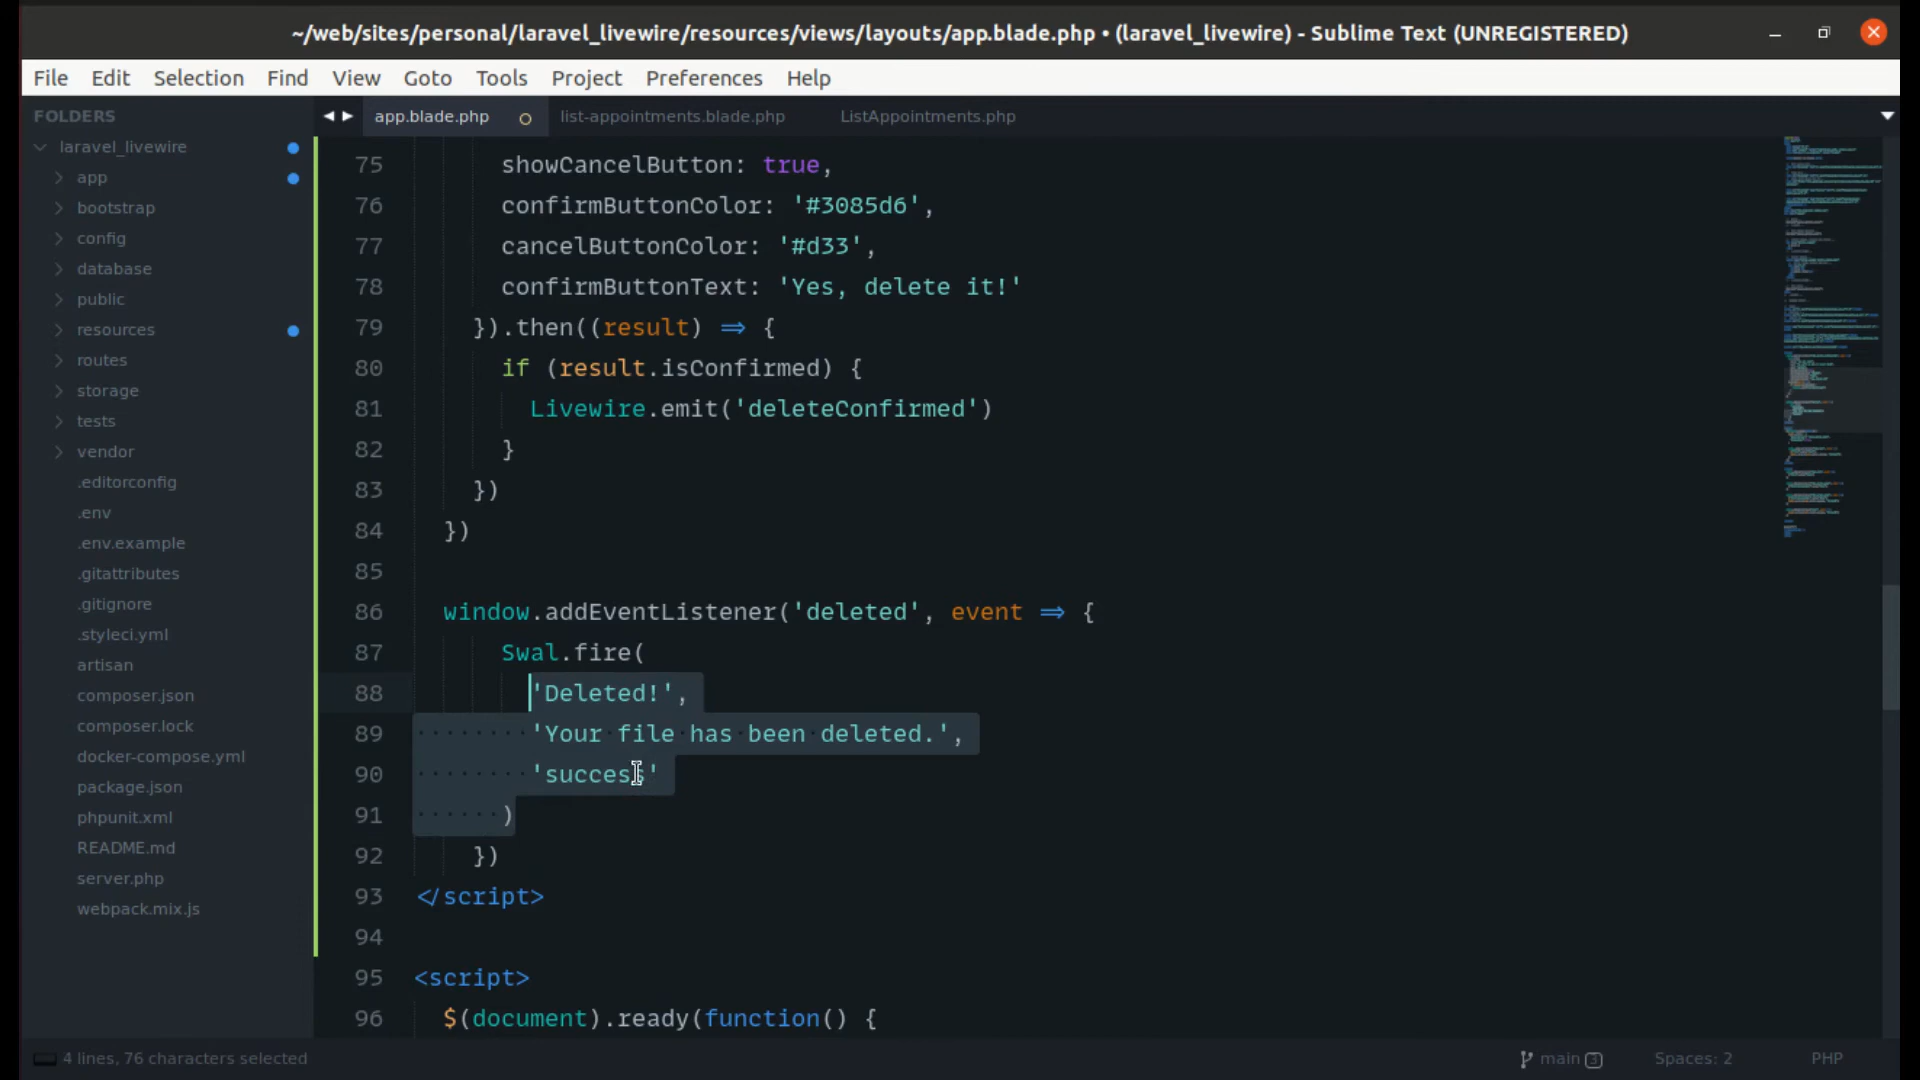 ~/web/sites/personal/laravel_livewire/resources/views/layouts/app.blade.php • (laravel_livewire) - Sublime Text (UNREGISTERED)
File Edit Selection Find View Goto Tools Project Preferences Help
FOLDERS
laravel_livewire
app
bootstrap
config
database
public
resources
routes
storage
tests
vendor
.editorconfig
.env
.env.example
.gitattributes
.gitignore
.styleci.yml
artisan
composer.json
composer.lock
docker-compose.yml
package.json
phpunit.xml
README.md
server.php
webpack.mix.js
app.blade.php list-appointments.blade.php ListAppointments.php
75 showCancelButton: true,
76 confirmButtonColor: '#3085d6',
77 cancelButtonColor: '#d33',
78 confirmButtonText: 'Yes, delete it!'
79 }).then((result) => {
80 if (result.isConfirmed) {
81 Livewire.emit('deleteConfirmed')
82 }
83 })
84 })
85
86 window.addEventListener('deleted', event => {
87 Swal.fire(
88 'Deleted!',
89 'Your file has been deleted.',
90 'success'
91 )
92 })
93 </script>
94
95 <script>
96 $(document).ready(function() {
4 lines, 76 characters selected
main 3 Spaces: 2 PHP